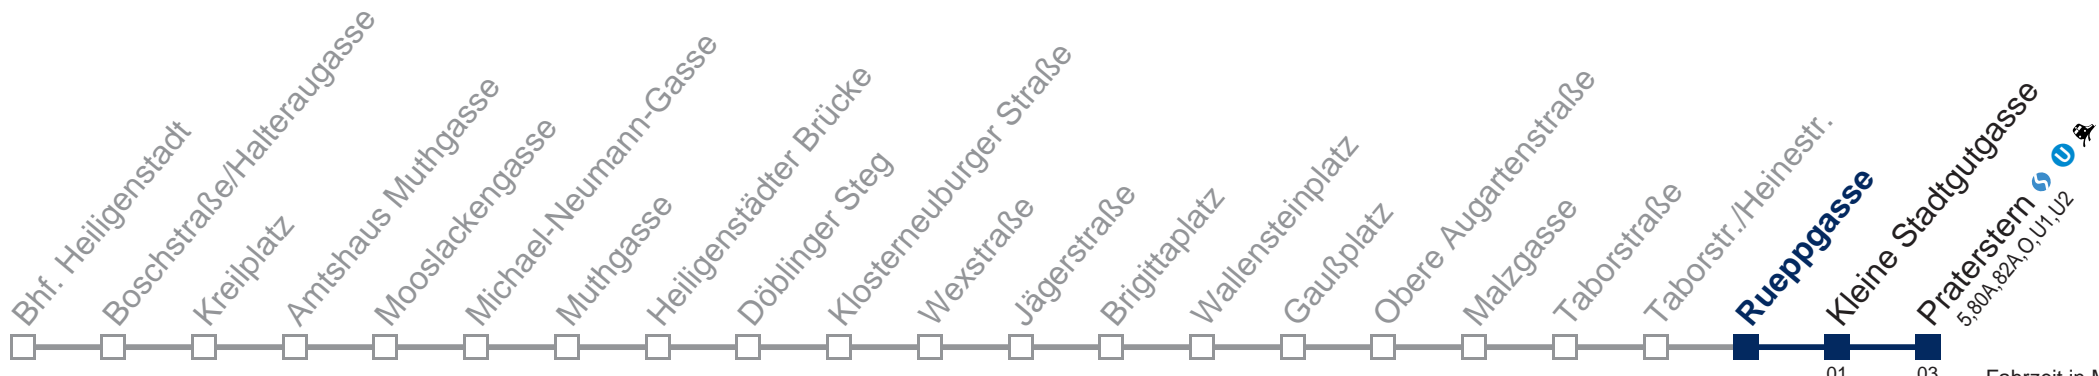 Bhf. Heiligenstadt
Boschstraße/Halteraugasse
Kreilplatz
Amtshaus Muthgasse
Mooslackengasse
Michael-Neumann-Gasse
Muthgasse
Heiligenstädter Brücke
Döblinger Steg
Klosterneuburger Straße
Wexstraße
Jägerstraße
Brigittaplatz
Wallensteinplatz
Gaußplatz
Obere Augartenstraße
Malzgasse
Taborstraße
Taborstr./Heinestr.
Rueppgasse
Kleine Stadtgutgasse
Praterstern S U
5,80A,82A,O,U1,U2
01
03
Fahrzeit in